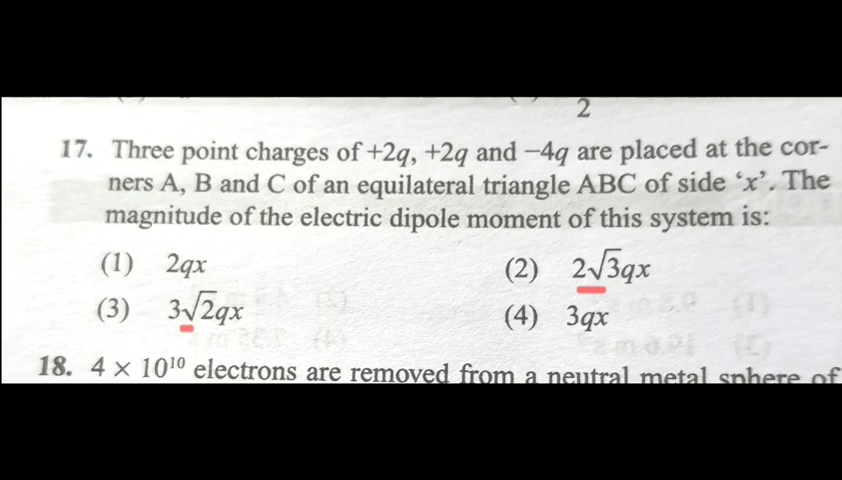 2
17. Three point charges of +2q, +2q and −4q are placed at the cor-
ners A, B and C of an equilateral triangle ABC of side ‘x’. The
magnitude of the electric dipole moment of this system is:
(1) 2qx (2) 2√3qx
(3) 3√2qx (4) 3qx
18. 4 × 10¹⁰ electrons are removed from a neutral metal sphere of